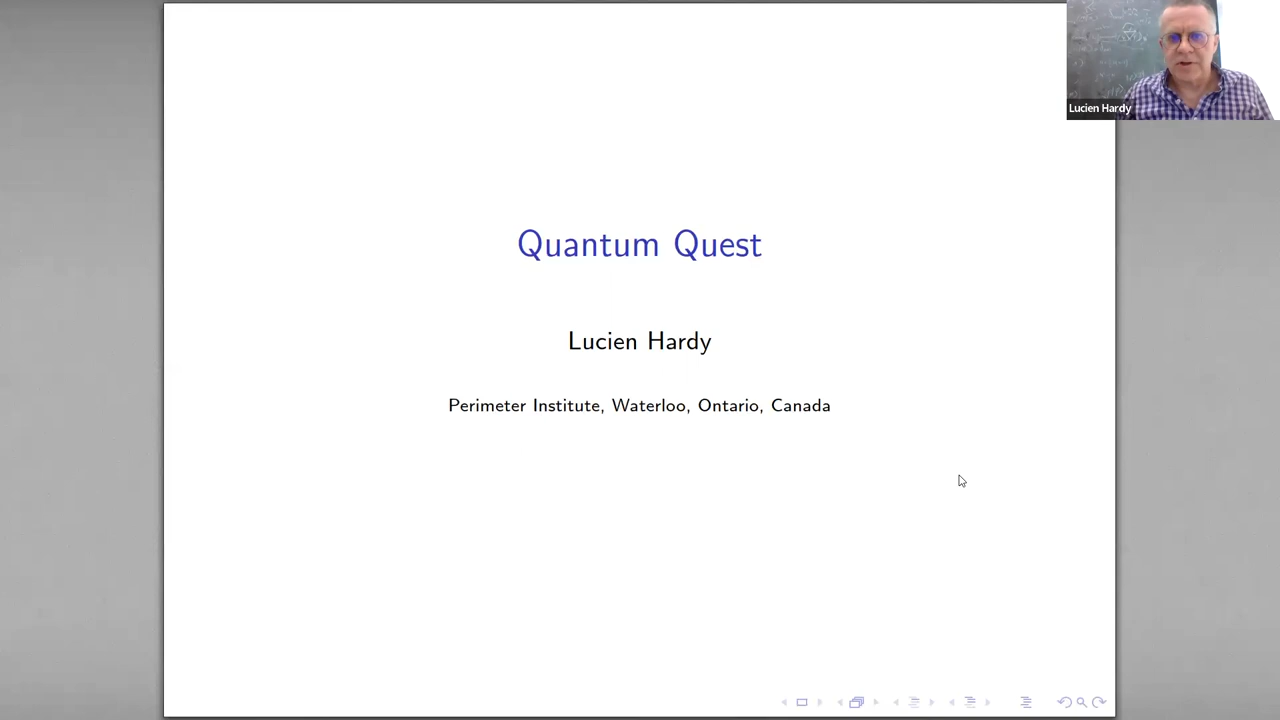 Quantum Quest
Lucien Hardy
Perimeter Institute, Waterloo, Ontario, Canada
Lucien Hardy